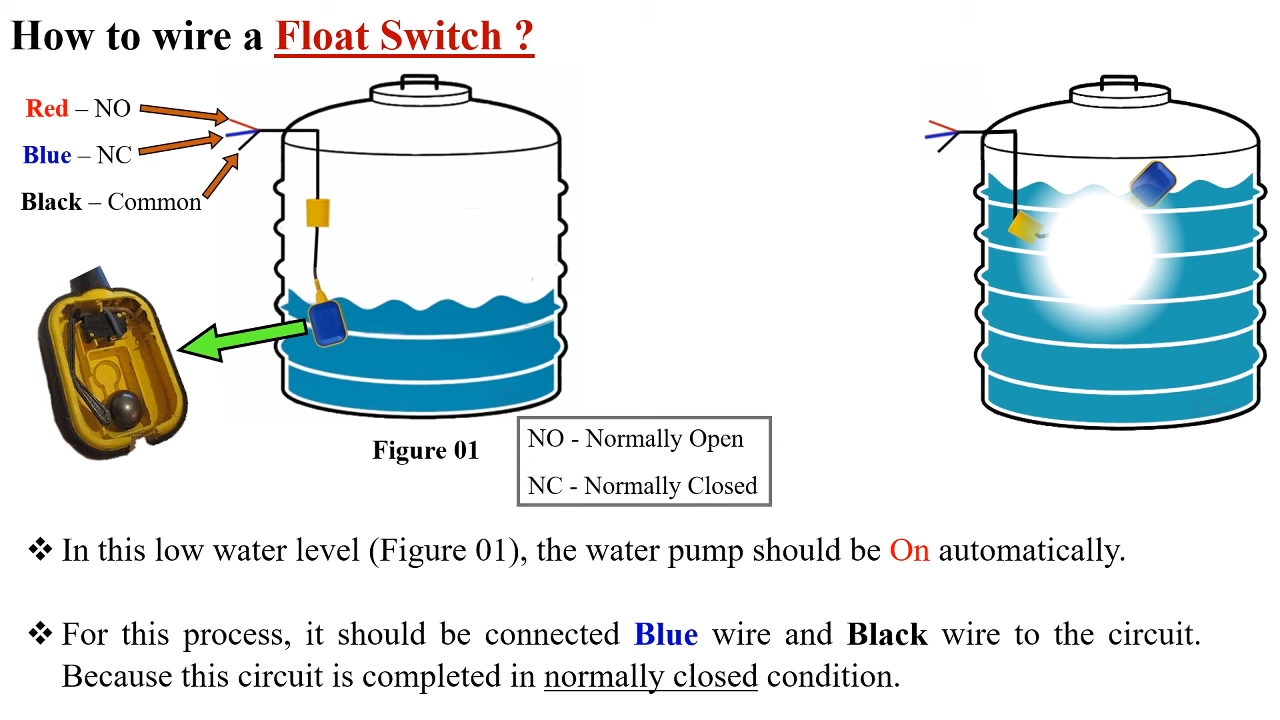 How to wire a Float Switch ?
Red – NO
Blue – NC
Black – Common
Figure 01
NO - Normally Open
NC - Normally Closed
❖ In this low water level (Figure 01), the water pump should be On automatically.
❖ For this process, it should be connected Blue wire and Black wire to the circuit.
Because this circuit is completed in normally closed condition.